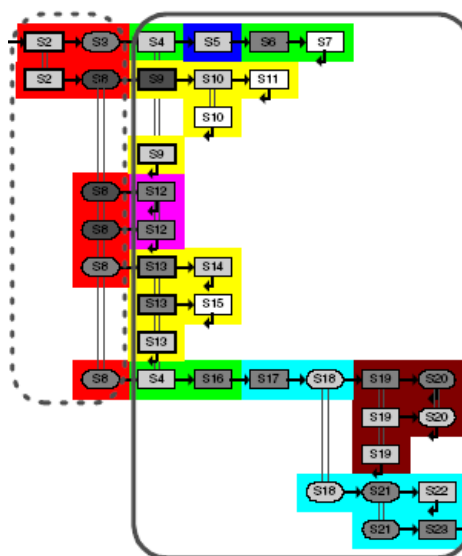 S2 S3 S4 S5 S6 S7
S2 S8 S9 S10 S11
S10
S9
S8 S12
S8 S12
S8 S13 S14
S13 S15
S13
S8 S4 S16 S17 S18 S19 S20
S19 S20
S19
S18 S21 S22
S21 S23